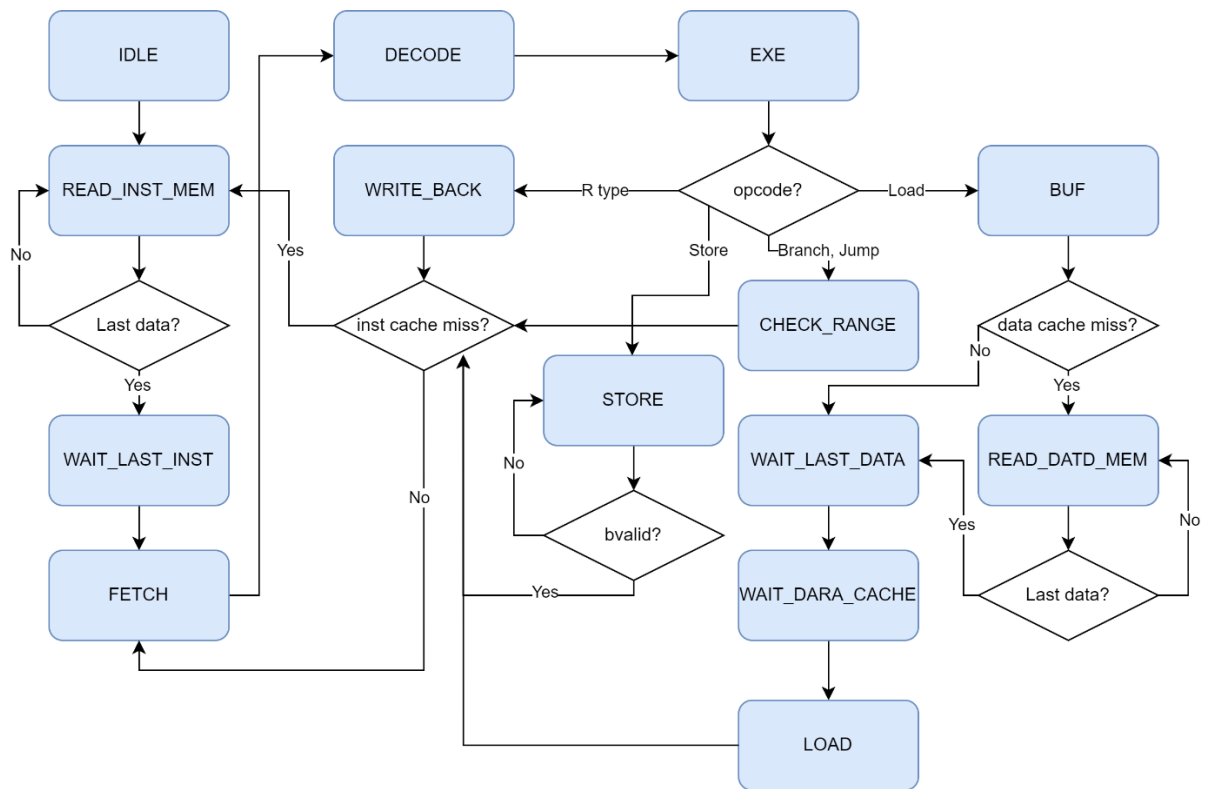 IDLE
DECODE
EXE
READ_INST_MEM
WRITE_BACK
R type
opcode?
Load
BUF
No
Yes
Store
Branch, Jump
Last data?
inst cache miss?
CHECK_RANGE
data cache miss?
No
Yes
Yes
STORE
WAIT_LAST_INST
WAIT_LAST_DATA
READ_DATD_MEM
No
No
Yes
No
bvalid?
FETCH
Yes
WAIT_DARA_CACHE
Last data?
LOAD